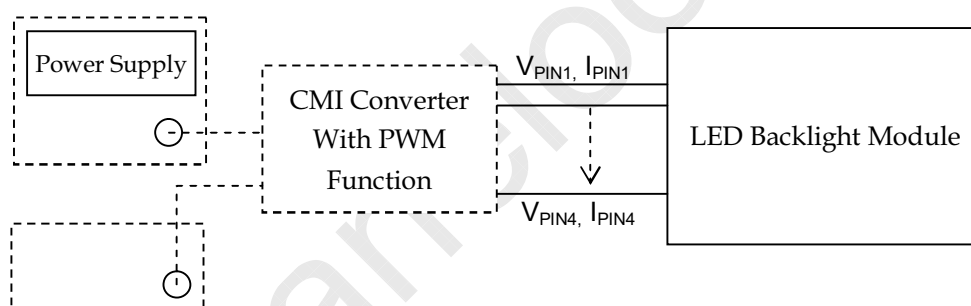 Power Supply
CMI Converter
With PWM
Function
VPIN1, IPIN1
VPIN4, IPIN4
LED Backlight Module